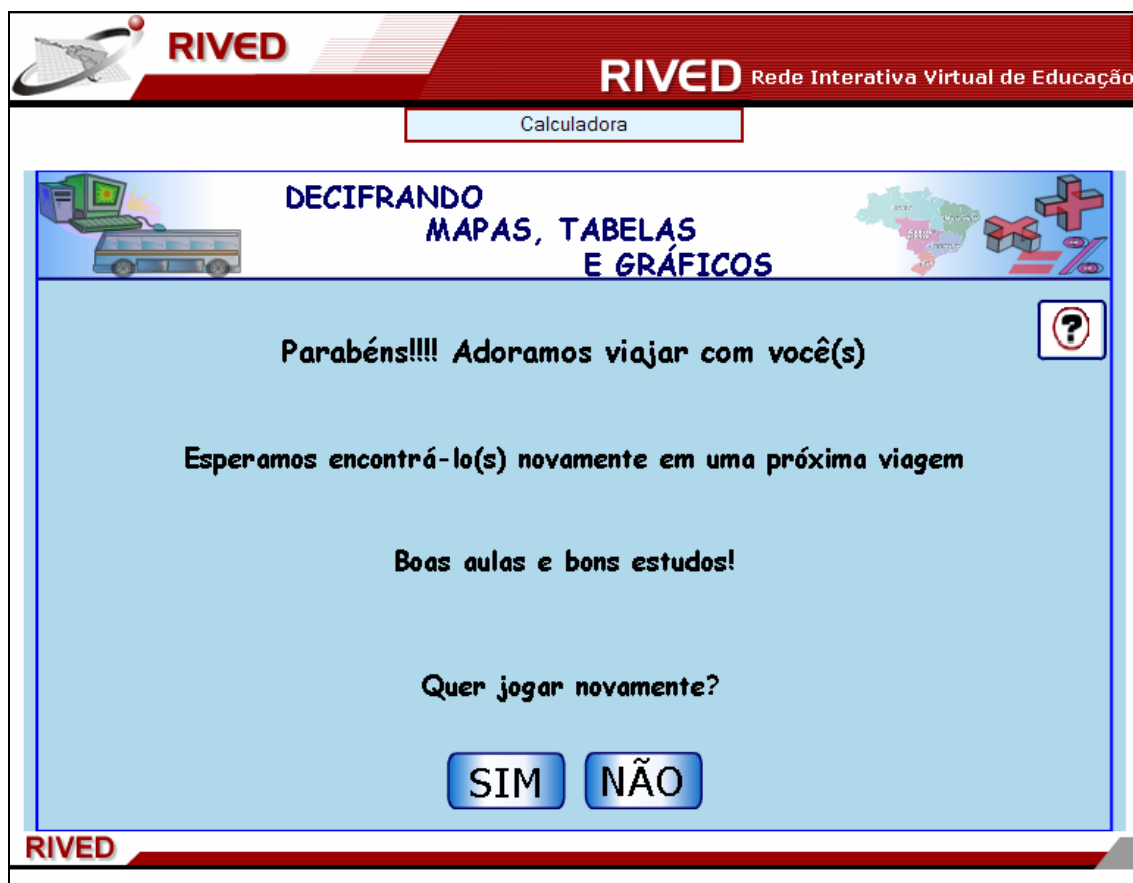 RIVED
RIVED Rede Interativa Virtual de Educação
Calculadora
DECIFRANDO
MAPAS, TABELAS
E GRÁFICOS
?
Parabéns!!!! Adoramos viajar com você(s)
Esperamos encontrá-lo(s) novamente em uma próxima viagem
Boas aulas e bons estudos!
Quer jogar novamente?
SIM NÃO
RIVED